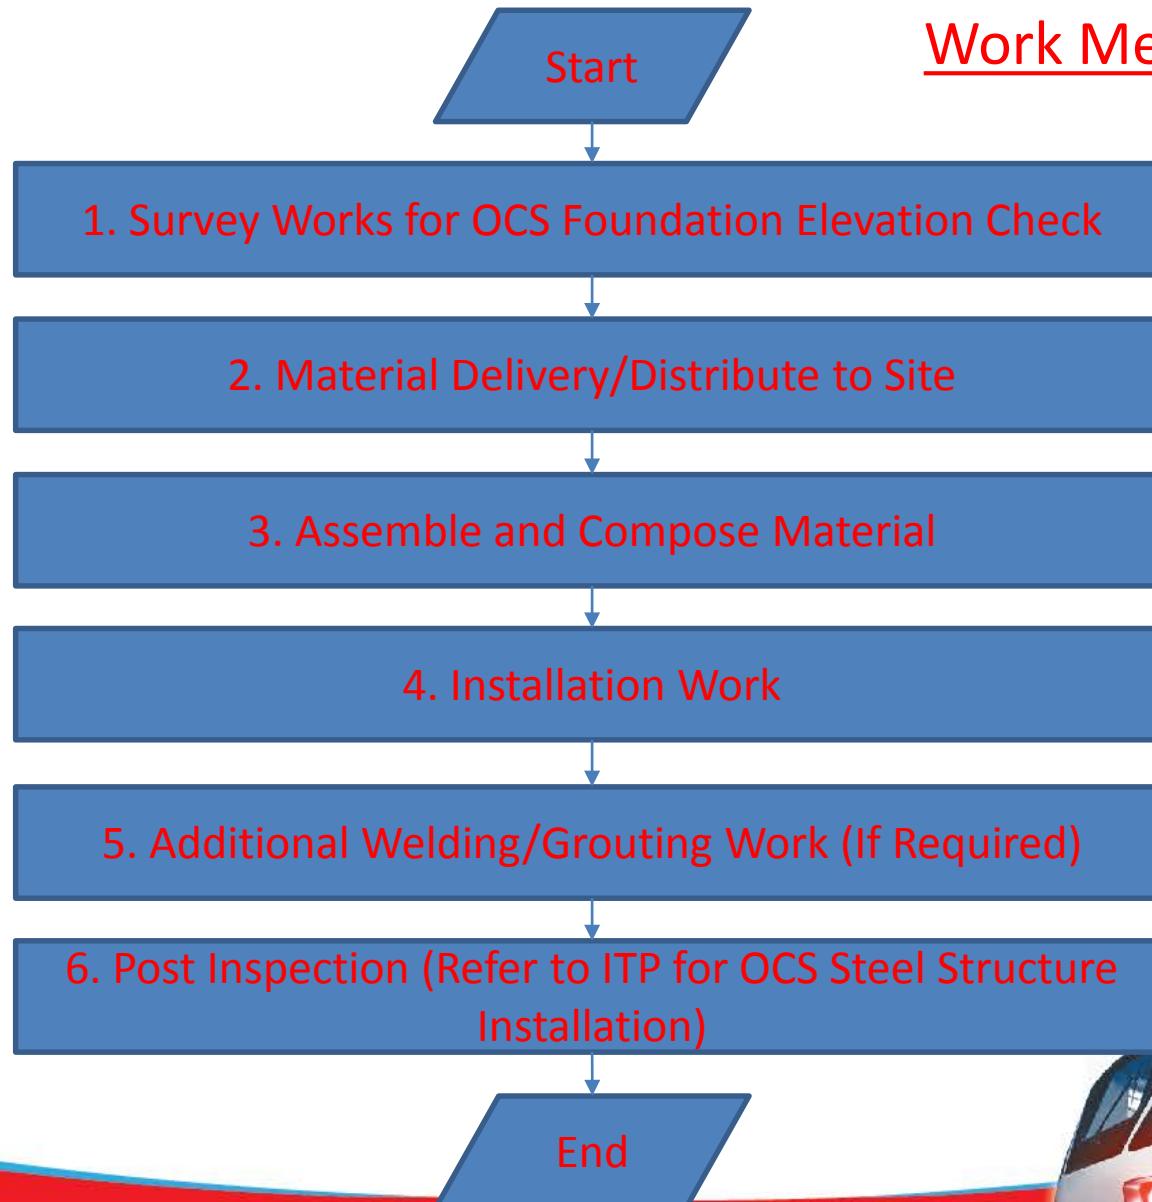 Start
Work Me
1. Survey Works for OCS Foundation Elevation Check
2. Material Delivery/Distribute to Site
3. Assemble and Compose Material
4. Installation Work
5. Additional Welding/Grouting Work (If Required)
6. Post Inspection (Refer to ITP for OCS Steel Structure
Installation)
End